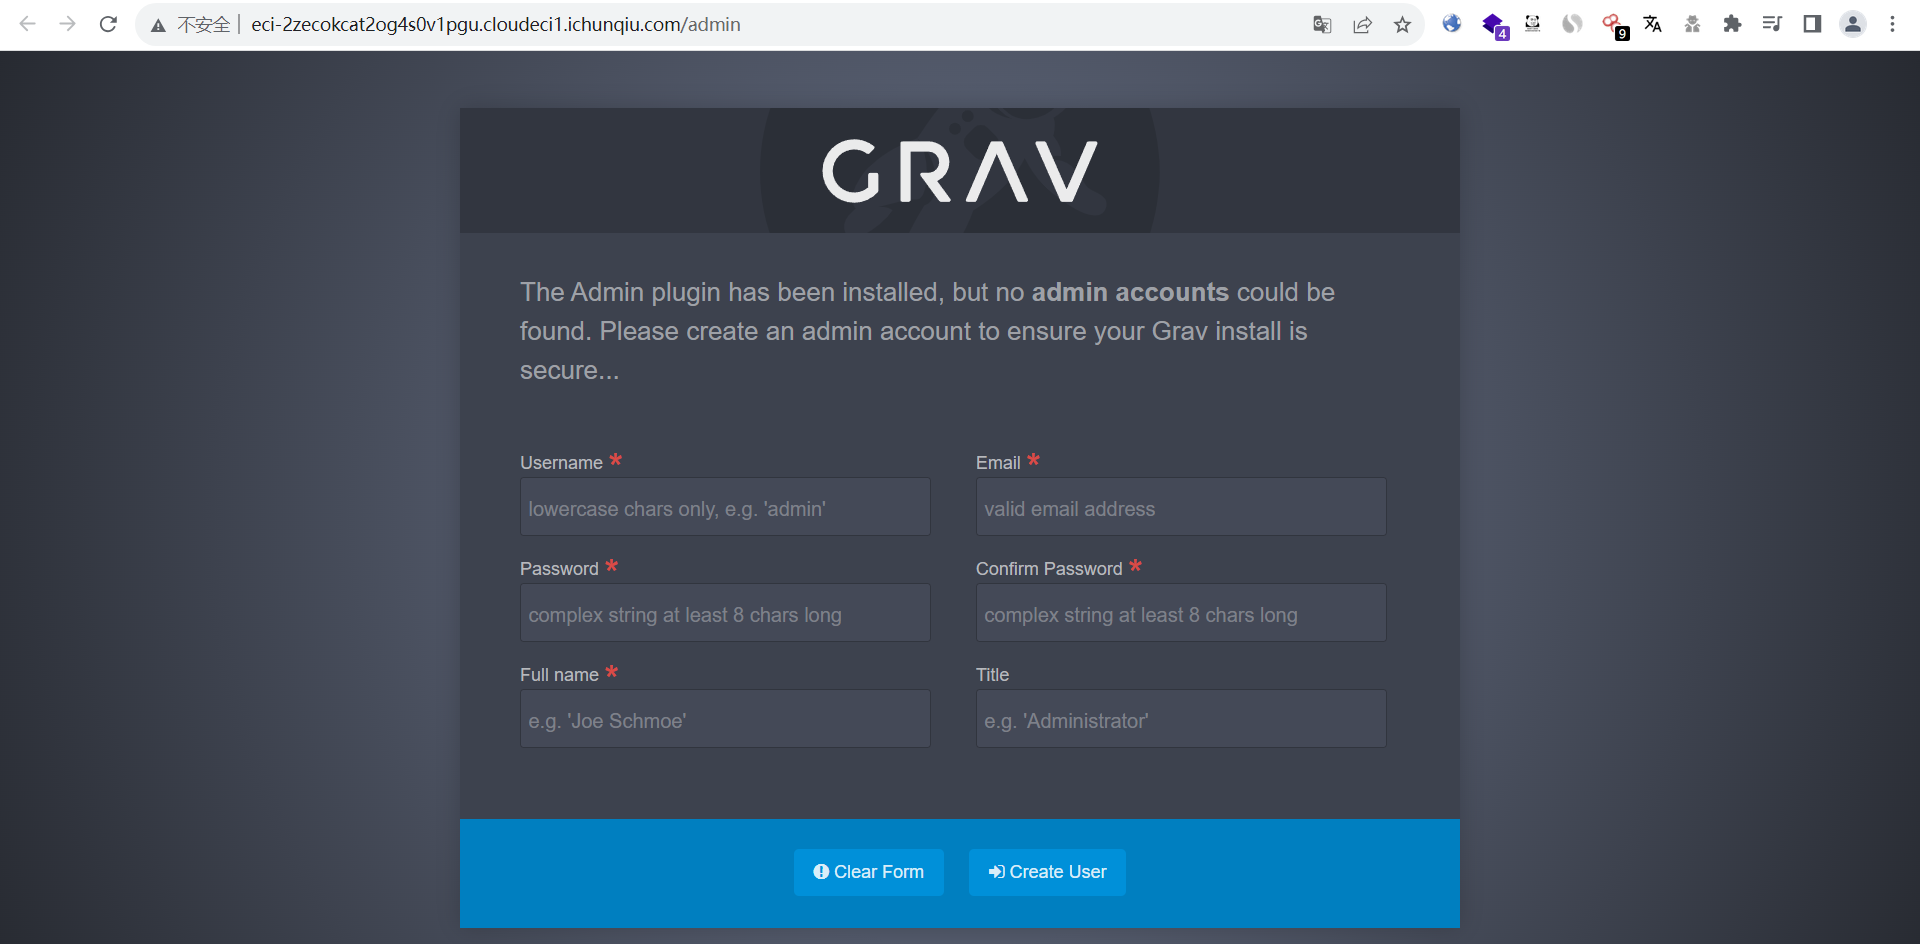 不安全 eci-2zecokcat2og4s0v1pgu.cloudeci1.ichunqiu.com/admin
4
9
GRAV
The Admin plugin has been installed, but no admin accounts could be
found. Please create an admin account to ensure your Grav install is
secure...
Username * Email *
lowercase chars only, e.g. 'admin' valid email address
Password * Confirm Password *
complex string at least 8 chars long complex string at least 8 chars long
Full name * Title
e.g. 'Joe Schmoe' e.g. 'Administrator'
Clear Form Create User